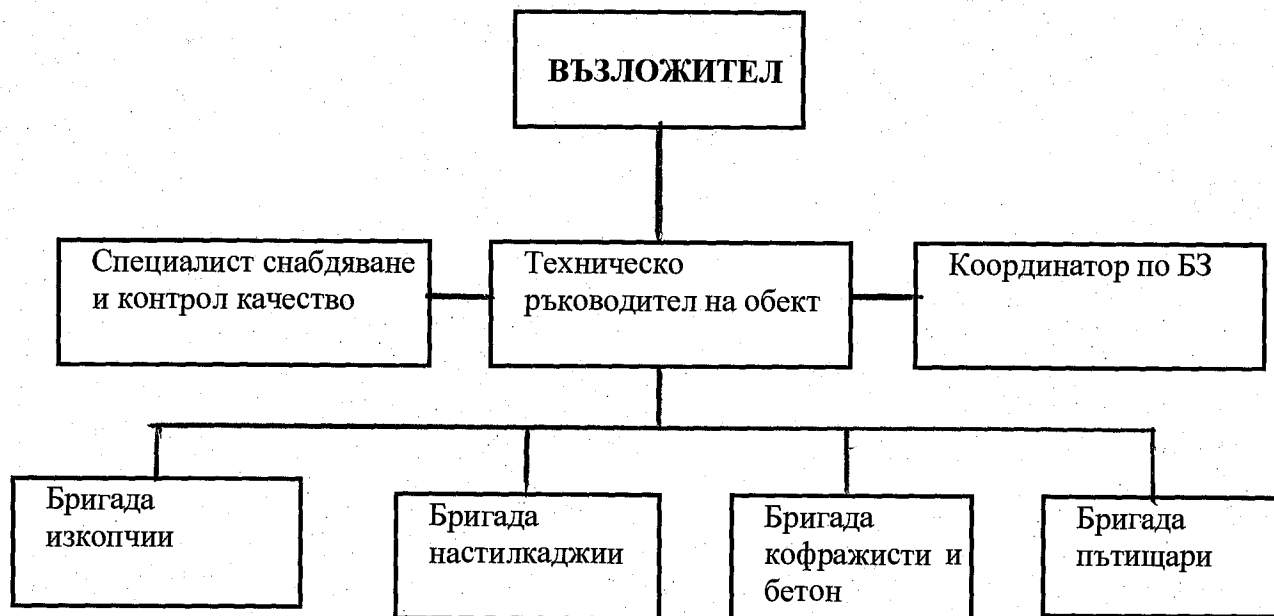 ВЪЗЛОЖИТЕЛ
Специалист снабдяване
и контрол качество
Техническо
ръководител на обект
Координатор по БЗ
Бригада
изкопчии
Бригада
настилкаджии
Бригада
кофражисти и
бетон
Бригада
пътищари